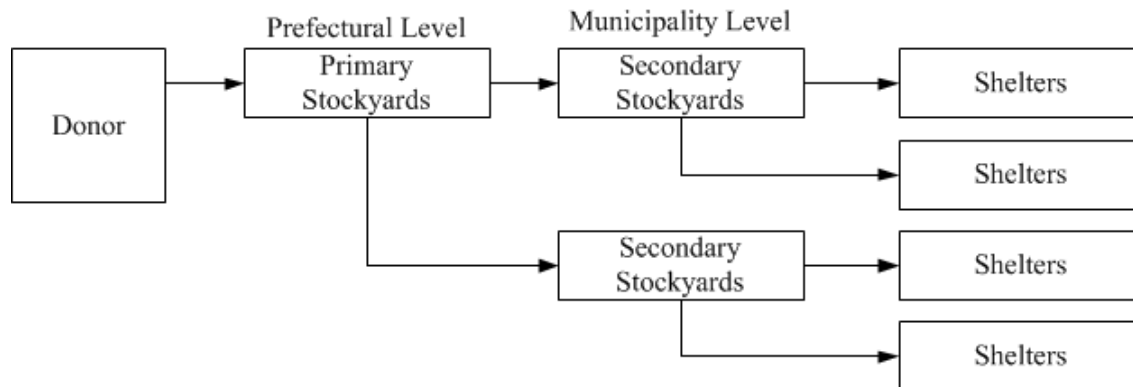 Prefectural Level
Municipality Level
Donor
Primary
Stockyards
Secondary
Stockyards
Shelters
Shelters
Secondary
Stockyards
Shelters
Shelters